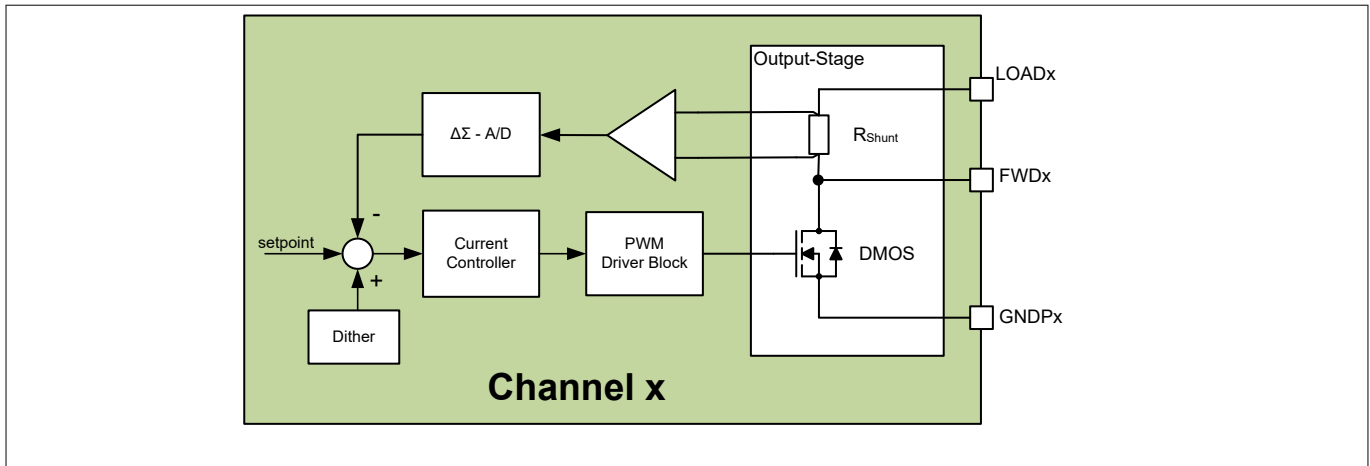 Output-Stage
LOADx
ΔΣ - A/D
RShunt
FWDx
-
setpoint
Current
Controller
PWM
Driver Block
DMOS
+
Dither
GNDPx
Channel x